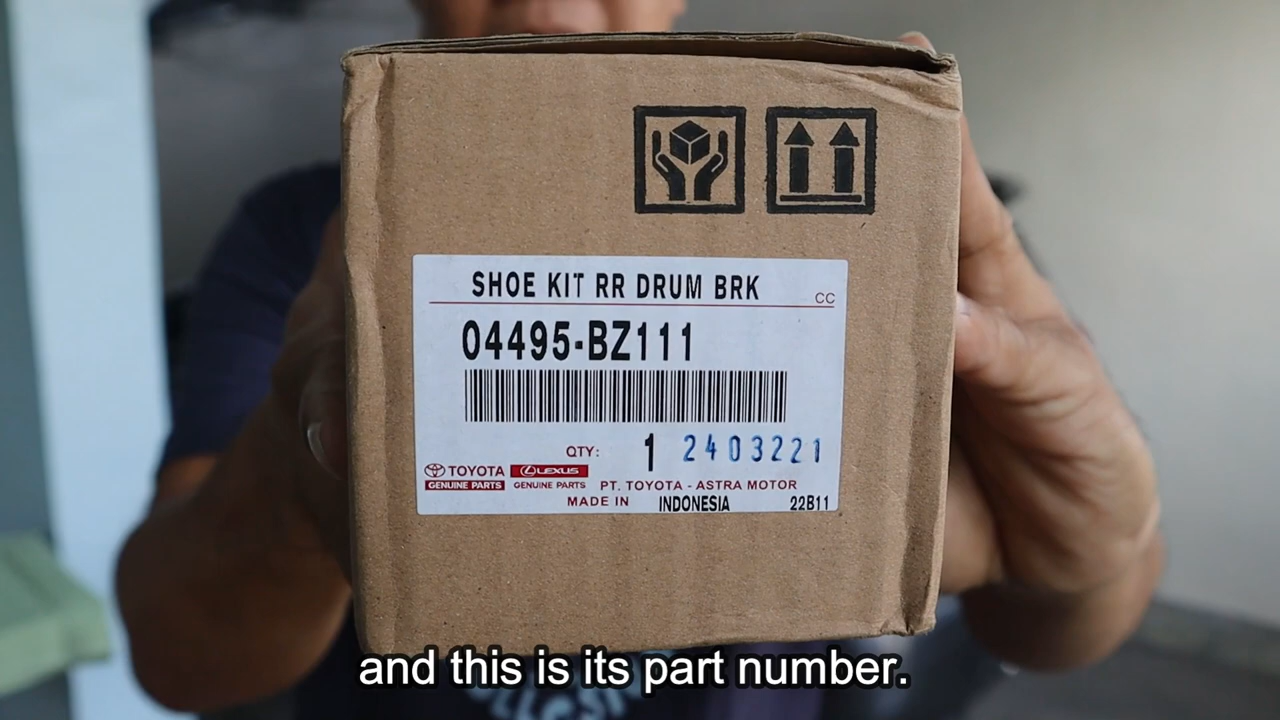 SHOE KIT RR DRUM BRK
CC
04495-BZ111
QTY: 1 2403221
TOYOTA LEXUS
GENUINE PARTS GENUINE PARTS PT. TOYOTA - ASTRA MOTOR
MADE IN INDONESIA 22B11
and this is its part number.